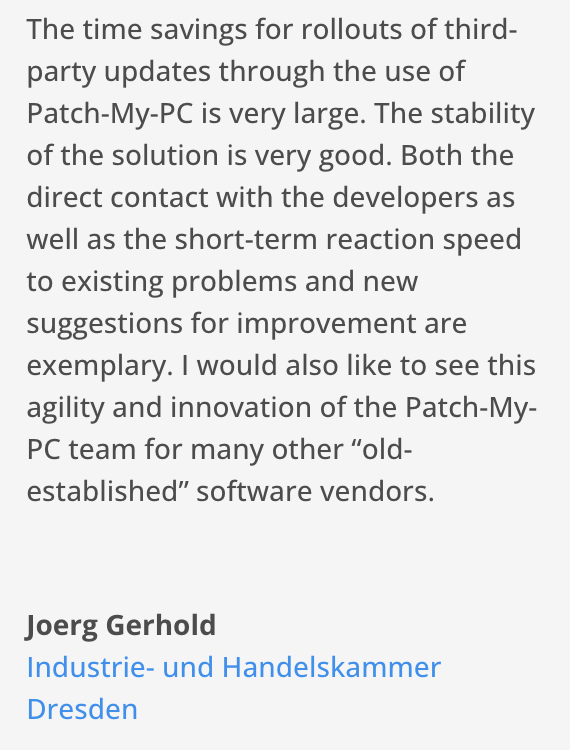 The time savings for rollouts of third-
party updates through the use of
Patch-My-PC is very large. The stability
of the solution is very good. Both the
direct contact with the developers as
well as the short-term reaction speed
to existing problems and new
suggestions for improvement are
exemplary. I would also like to see this
agility and innovation of the Patch-My-
PC team for many other “old-
established” software vendors.
Joerg Gerhold
Industrie- und Handelskammer
Dresden